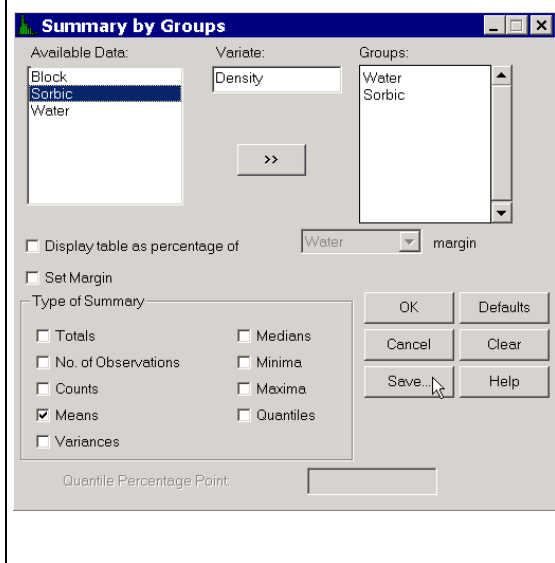 Summary by Groups
Available Data:
Variate:
Groups:
Block
Sorbic
Water
Density
Water
Sorbic
>>
Display table as percentage of
Water
margin
Set Margin
Type of Summary
Totals
Medians
No. of Observations
Minima
Counts
Maxima
Means
Quantiles
Variances
OK
Defaults
Cancel
Clear
Save...
Help
Quantile Percentage Point: